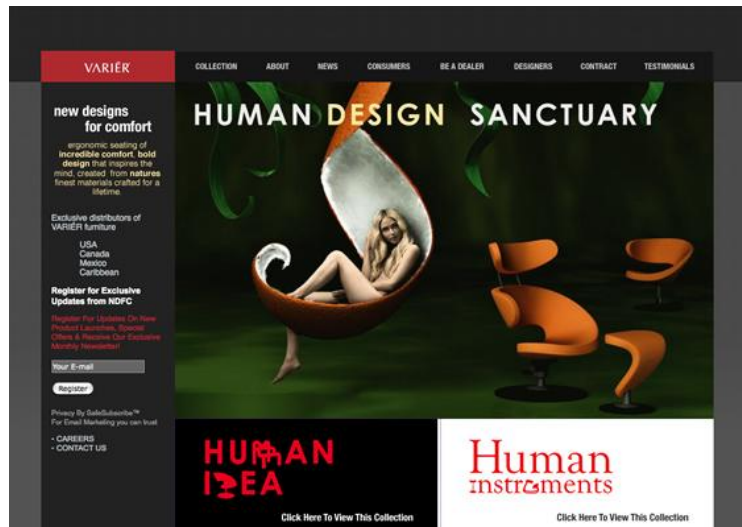 VARIÉR
COLLECTION ABOUT NEWS CONSUMERS BE A DEALER DESIGNERS CONTRACT TESTIMONIALS
new designs
for comfort
ergonomic seating of
incredible comfort, bold
design that inspires the
mind, created from natures
finest materials crafted for a
lifetime.
Exclusive distributors of
VARIÉR furniture
USA
Canada
Mexico
Caribbean
Register for Exclusive
Updates from NDFC
Register For Updates On New
Product Launches, Special
Offers & Receive Our Exclusive
Monthly Newsletter!
Your E-mail
Register
Privacy By SafeSubscribe™
For Email Marketing you can trust
- CAREERS
- CONTACT US
HUMAN DESIGN SANCTUARY
HUMAN
IDEA
Click Here To View This Collection
Human
instruments
Click Here To View This Collection